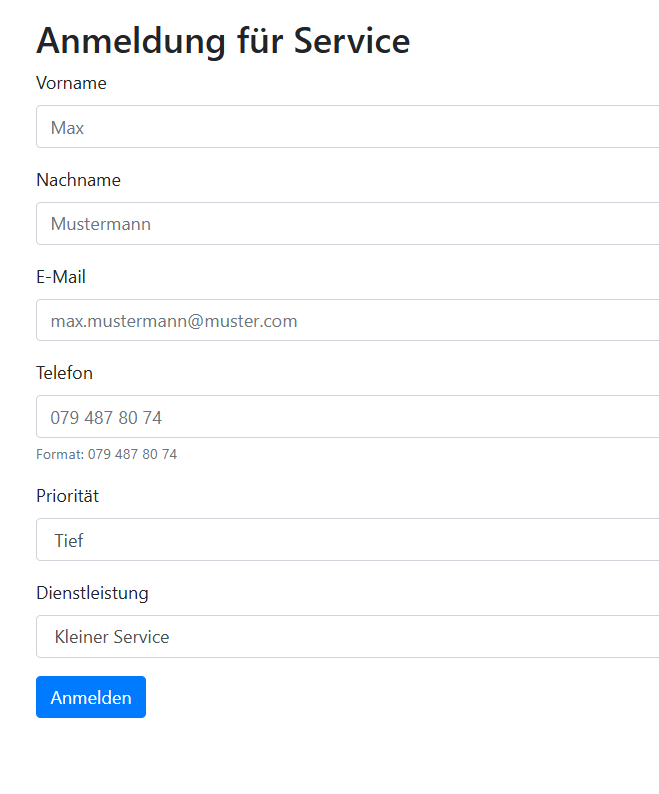 Anmeldung für Service
Vorname
Max
Nachname
Mustermann
E-Mail
max.mustermann@muster.com
Telefon
079 487 80 74
Format: 079 487 80 74
Priorität
Tief
Dienstleistung
Kleiner Service
Anmelden